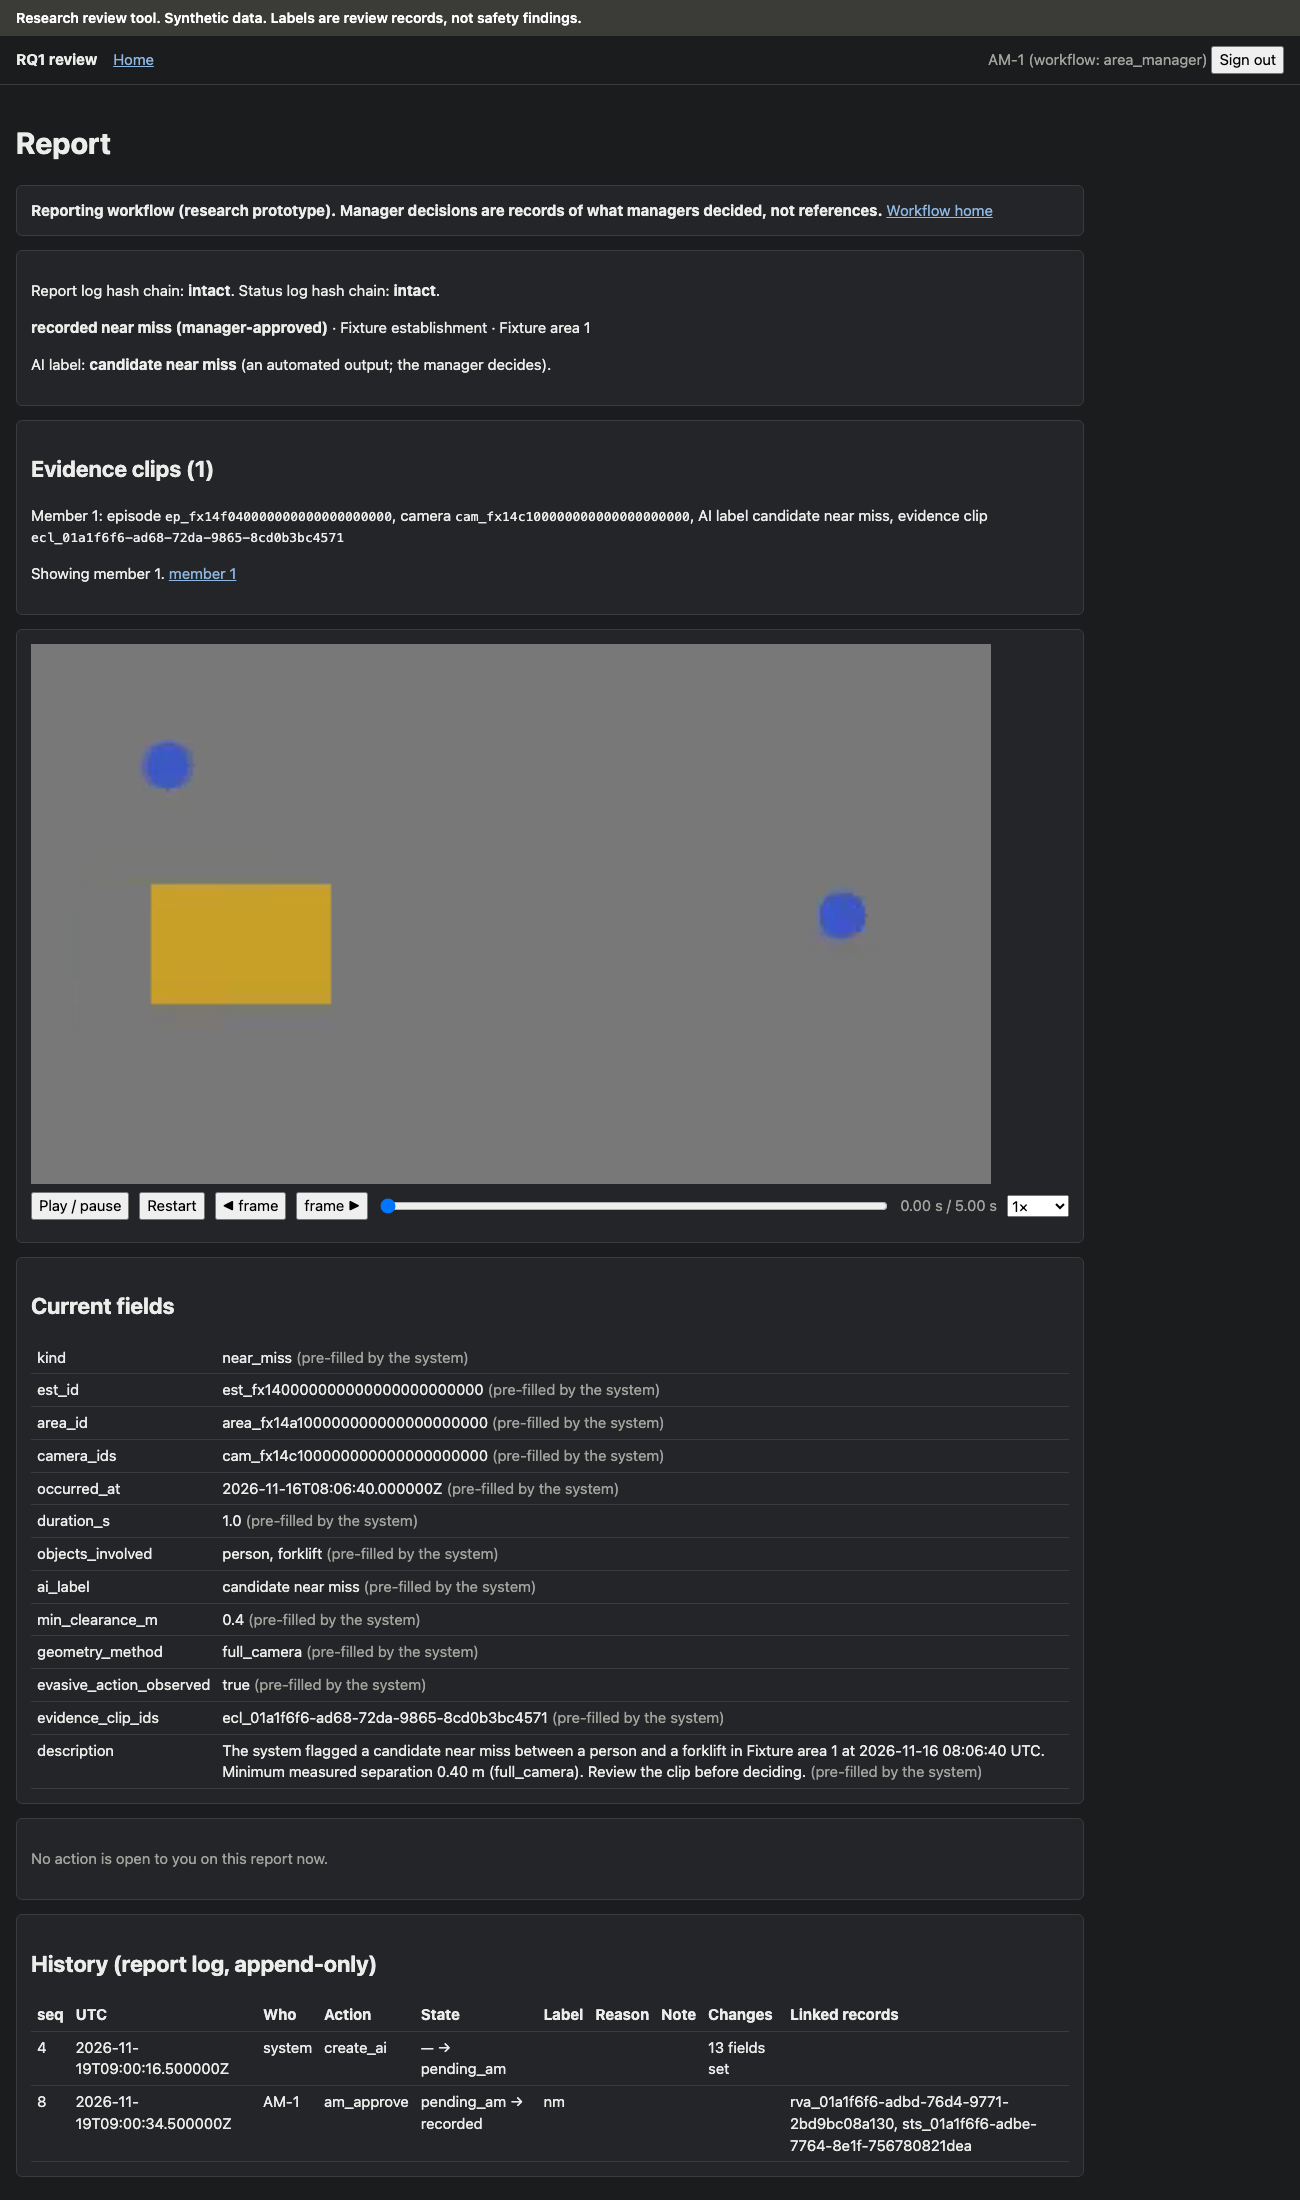 Research review tool. Synthetic data. Labels are review records, not safety findings.
RQ1 review Home AM-1 (workflow: area_manager) Sign out
Report
Reporting workflow (research prototype). Manager decisions are records of what managers decided, not references. Workflow home
Report log hash chain: intact. Status log hash chain: intact.
recorded near miss (manager-approved) · Fixture establishment · Fixture area 1
AI label: candidate near miss (an automated output; the manager decides).
Evidence clips (1)
Member 1: episode ep_fx14f040000000000000000000, camera cam_fx14c100000000000000000000, AI label candidate near miss, evidence clip
ecl_01a1f6f6-ad68-72da-9865-8cd0b3bc4571
Showing member 1. member 1
Play / pause Restart ◀ frame frame ▶ 0.00 s / 5.00 s 1×
Current fields
kind near_miss (pre-filled by the system)
est_id est_fx140000000000000000000000 (pre-filled by the system)
area_id area_fx14a100000000000000000000 (pre-filled by the system)
camera_ids cam_fx14c100000000000000000000 (pre-filled by the system)
occurred_at 2026-11-16T08:06:40.000000Z (pre-filled by the system)
duration_s 1.0 (pre-filled by the system)
objects_involved person, forklift (pre-filled by the system)
ai_label candidate near miss (pre-filled by the system)
min_clearance_m 0.4 (pre-filled by the system)
geometry_method full_camera (pre-filled by the system)
evasive_action_observed true (pre-filled by the system)
evidence_clip_ids ecl_01a1f6f6-ad68-72da-9865-8cd0b3bc4571 (pre-filled by the system)
description The system flagged a candidate near miss between a person and a forklift in Fixture area 1 at 2026-11-16 08:06:40 UTC.
Minimum measured separation 0.40 m (full_camera). Review the clip before deciding. (pre-filled by the system)
No action is open to you on this report now.
History (report log, append-only)
seq UTC Who Action State Label Reason Note Changes Linked records
4 2026-11- system create_ai — → 13 fields
19T09:00:16.500000Z pending_am set
8 2026-11- AM-1 am_approve pending_am → nm rva_01a1f6f6-adbd-76d4-9771-
19T09:00:34.500000Z recorded 2bd9bc08a130, sts_01a1f6f6-adbe-
7764-8e1f-756780821dea